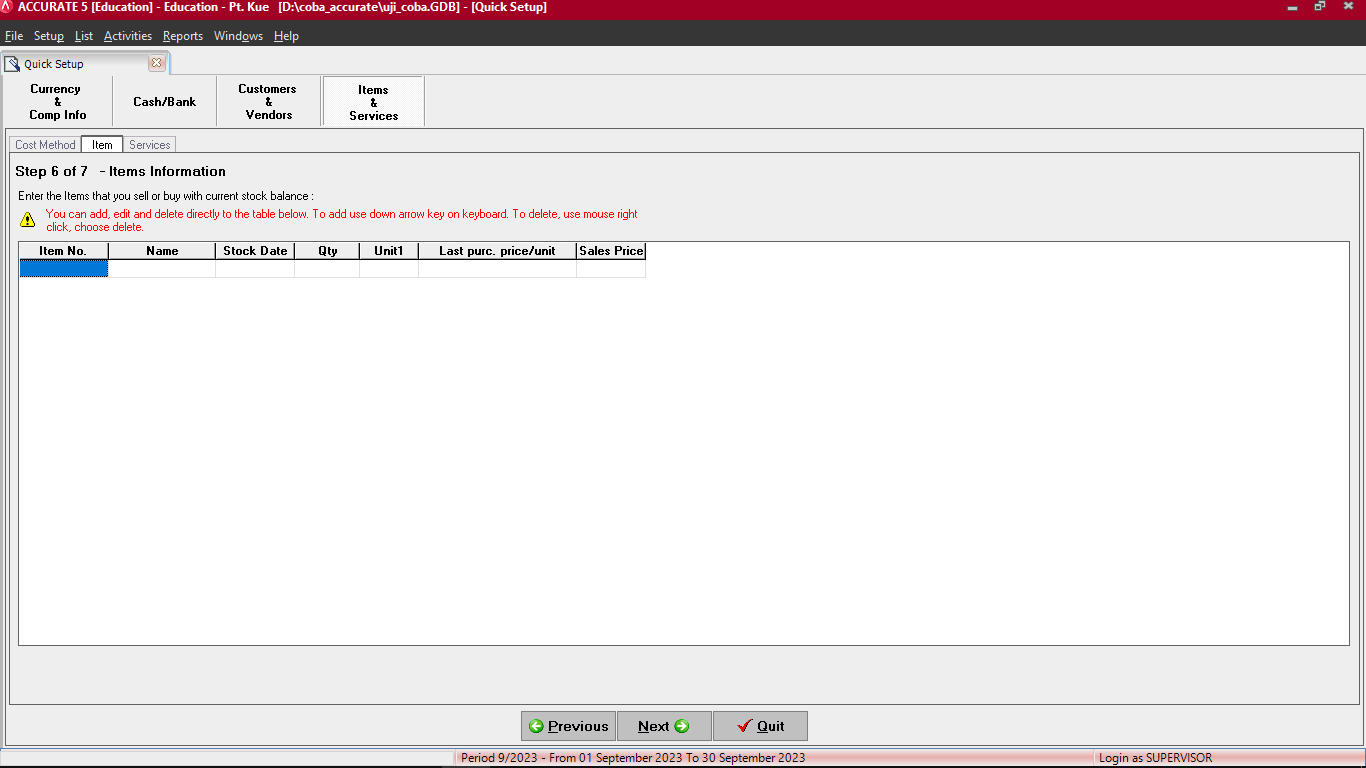 ACCURATE 5 [Education] - Education - Pt. Kue [D:\coba_accurate\uji_coba.GDB] - [Quick Setup]
File Setup List Activities Reports Windows Help
Quick Setup
Currency
&
Comp Info
Cash/Bank
Customers
&
Vendors
Items
&
Services
Cost Method Item Services
Step 6 of 7 - Items Information
Enter the Items that you sell or buy with current stock balance :
You can add, edit and delete directly to the table below. To add use down arrow key on keyboard. To delete, use mouse right
click, choose delete.
Item No. Name Stock Date Qty Unit1 Last purc. price/unit Sales Price
Previous Next Quit
Period 9/2023 - From 01 September 2023 To 30 September 2023 Login as SUPERVISOR